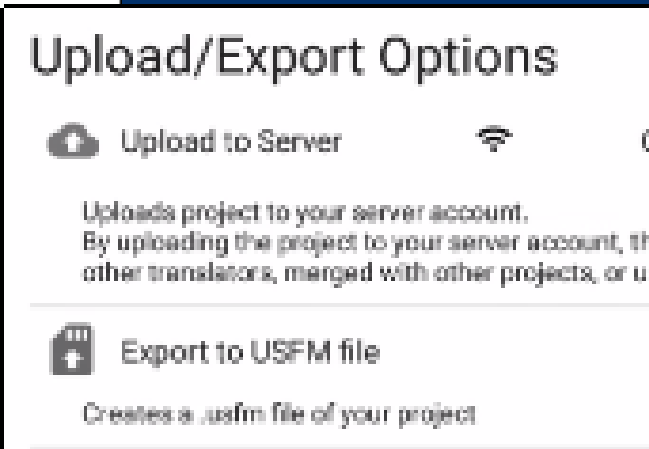 Upload/Export Options
Upload to Server
Uploads project to your server account.
By uploading the project to your server account, th
other translators, merged with other projects, or u
Export to USFM file
Creates a .usfm file of your project